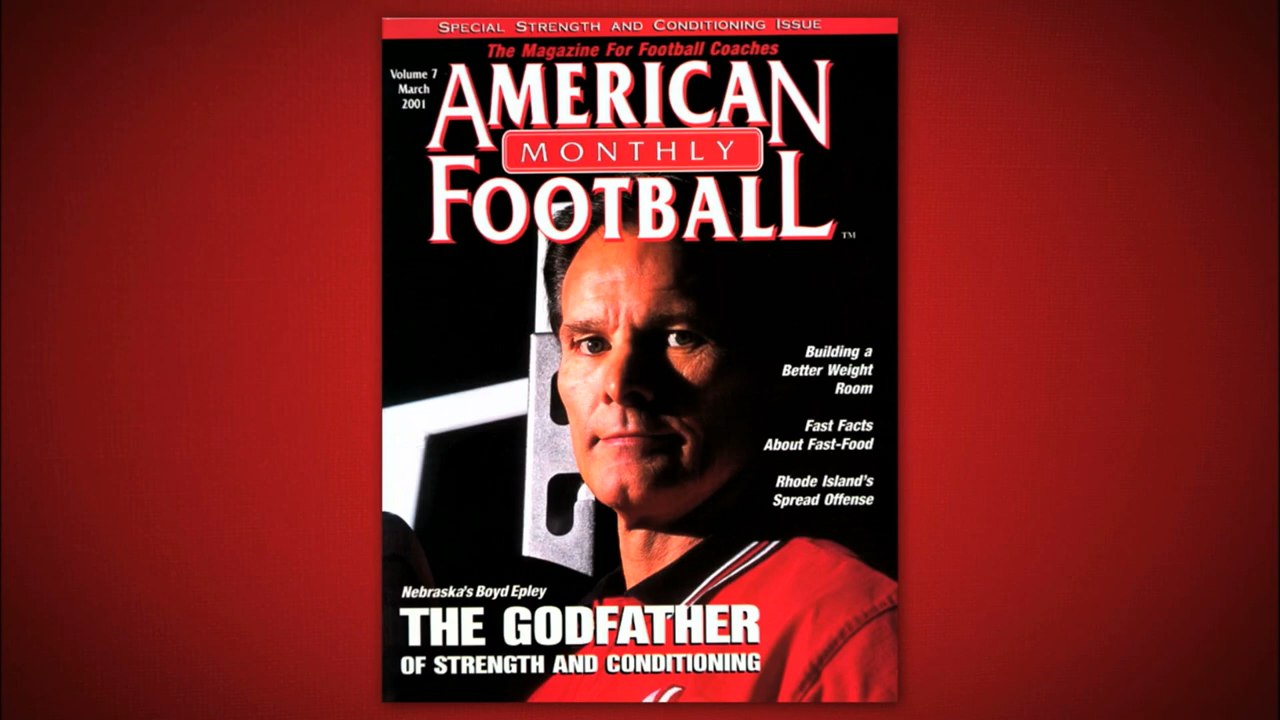 SPECIAL STRENGTH AND CONDITIONING ISSUE
The Magazine For Football Coaches
Volume 7
March
2001
AMERICAN
MONTHLY
FOOTBALL
TM
Building a
Better Weight
Room
Fast Facts
About Fast-Food
Rhode Island's
Spread Offense
Nebraska's Boyd Epley
THE GODFATHER
OF STRENGTH AND CONDITIONING